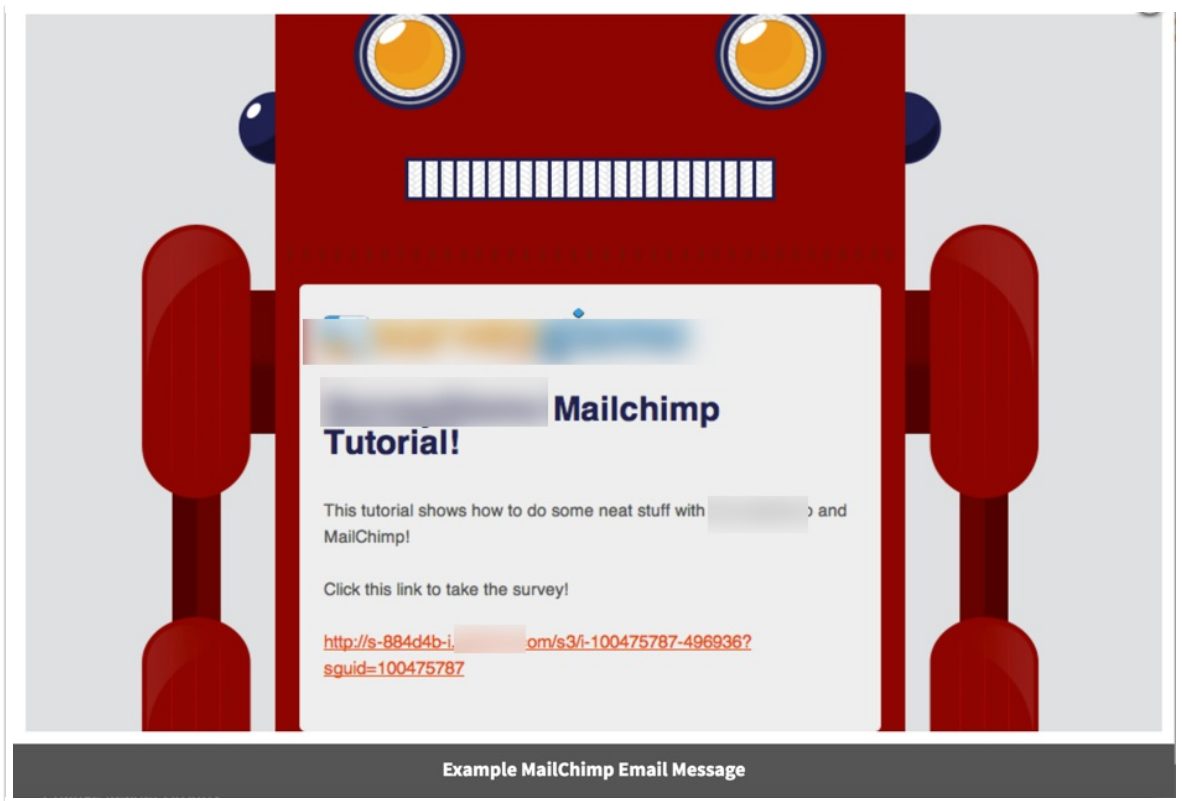 Mailchimp
Tutorial!
This tutorial shows how to do some neat stuff with and
MailChimp!
Click this link to take the survey!
http://s-884d4b-i. om/s3/i-100475787-496936?
sguid=100475787
Example MailChimp Email Message